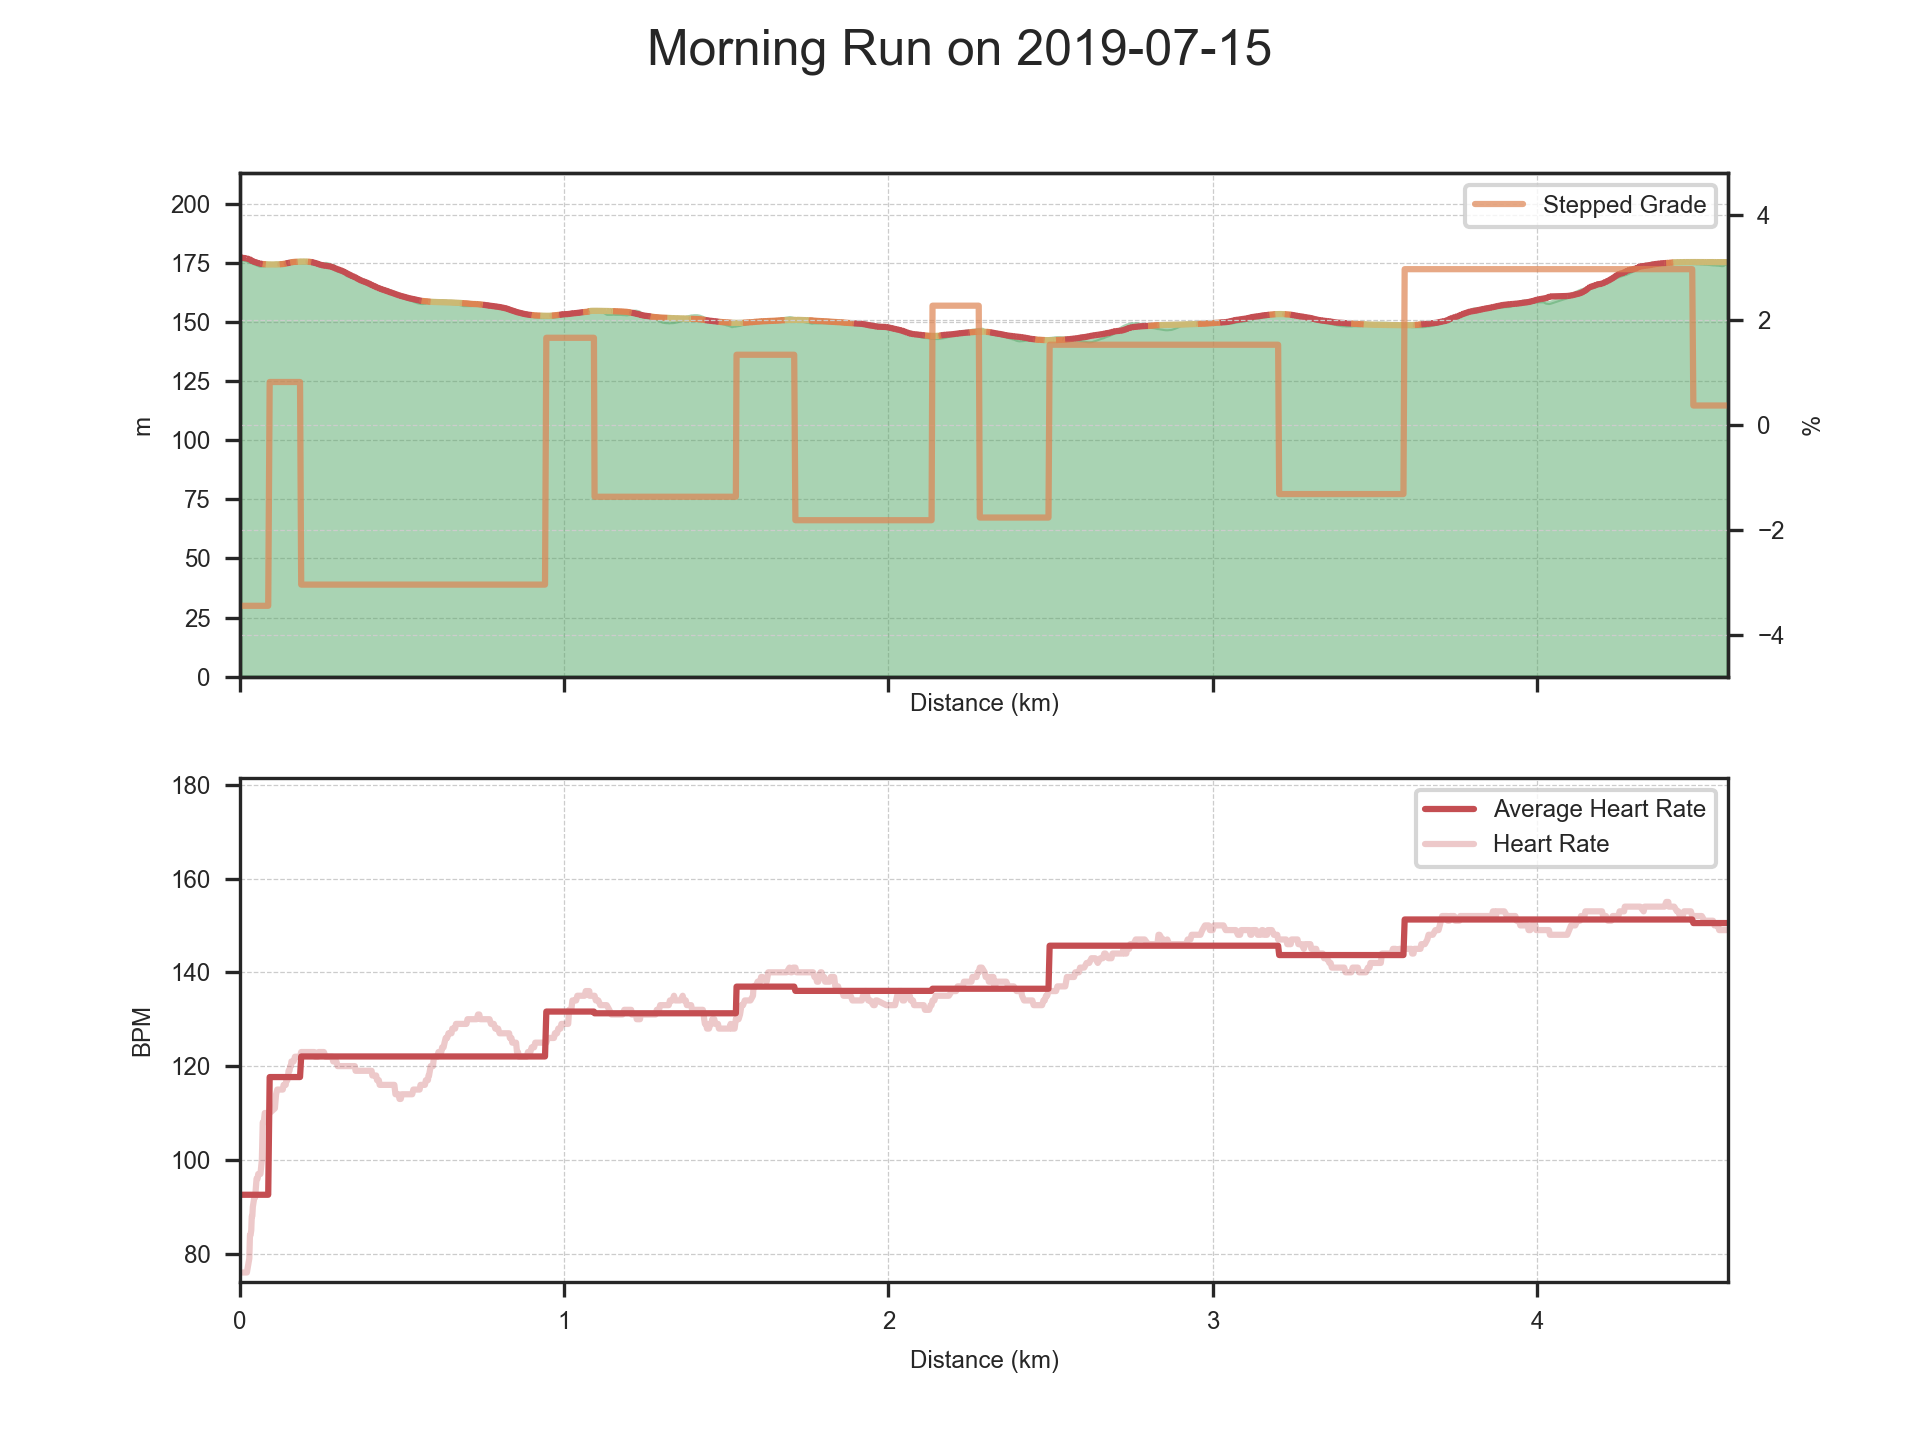 Morning Run on 2019-07-15
200
175
150
125
100
75
50
25
0
m
Stepped Grade
4
2
0
−2
−4
%
Distance (km)
180
160
140
120
100
80
BPM
Average Heart Rate
Heart Rate
0 1 2 3 4
Distance (km)